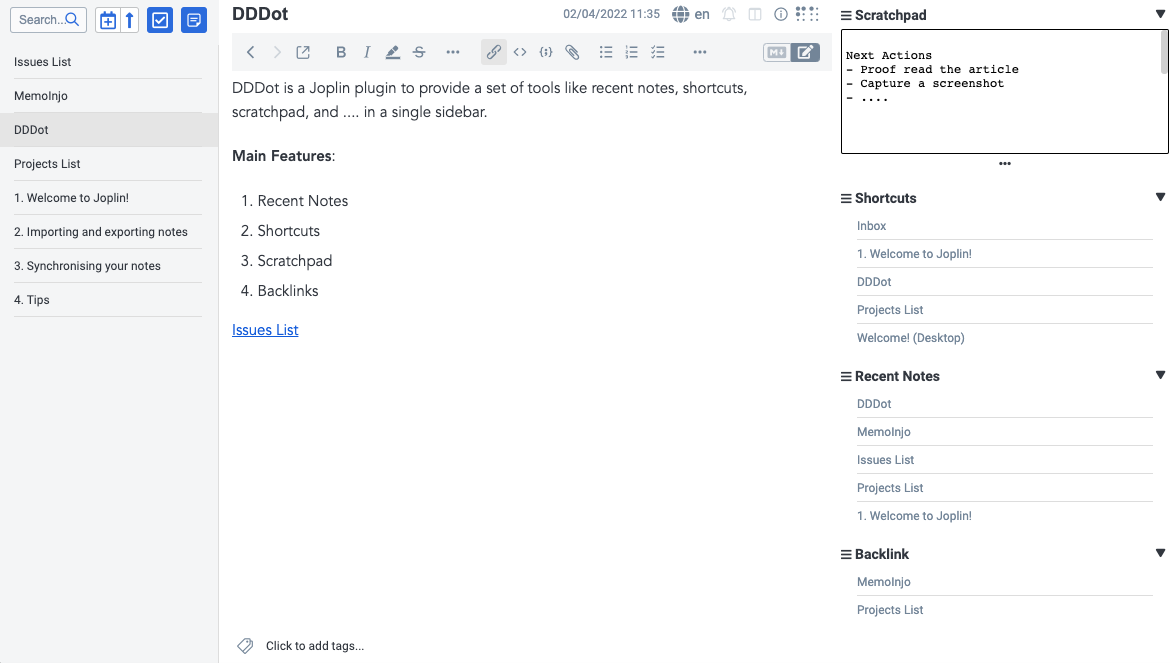 Search...
Issues List
MemoInjo
DDDot
Projects List
1. Welcome to Joplin!
2. Importing and exporting notes
3. Synchronising your notes
4. Tips
DDDot
02/04/2022 11:35
en
B I S
M
DDDot is a Joplin plugin to provide a set of tools like recent notes, shortcuts,
scratchpad, and .... in a single sidebar.
Main Features:
1. Recent Notes
2. Shortcuts
3. Scratchpad
4. Backlinks
Issues List
Click to add tags...
Scratchpad
Next Actions
- Proof read the article
- Capture a screenshot
- ....
Shortcuts
Inbox
1. Welcome to Joplin!
DDDot
Projects List
Welcome! (Desktop)
Recent Notes
DDDot
MemoInjo
Issues List
Projects List
1. Welcome to Joplin!
Backlink
MemoInjo
Projects List